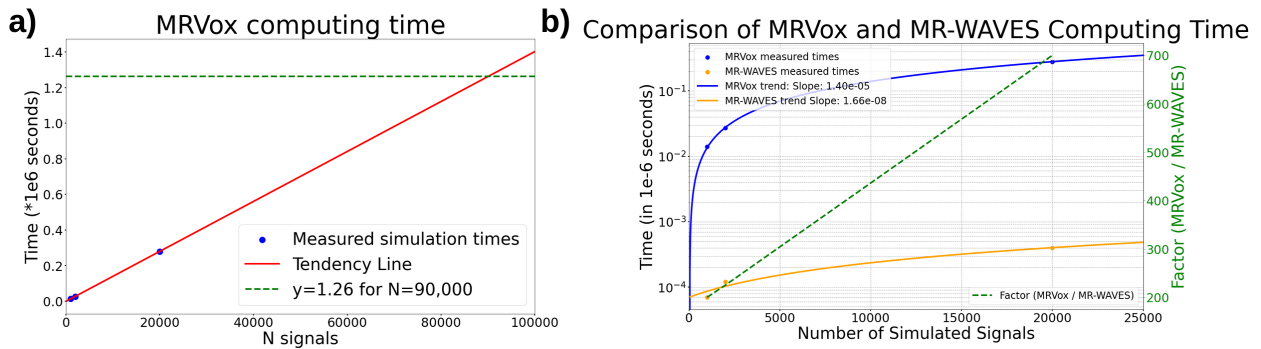 a)
MRVox computing time
Time (*1e6 seconds)
1.4
1.2
1.0
0.8
0.6
0.4
0.2
0.0
Measured simulation times
Tendency Line
y=1.26 for N=90,000
0 20000 40000 60000 80000 100000
N signals
b)
Comparison of MRVox and MR-WAVES Computing Time
Time (in 1e-6 seconds)
10⁻¹
10⁻²
10⁻³
10⁻⁴
MRVox measured times
MR-WAVES measured times
MRVox trend: Slope: 1.40e-05
MR-WAVES trend Slope: 1.66e-08
Factor (MRVox / MR-WAVES)
700
600
500
400
300
200
Factor (MRVox / MR-WAVES)
0 5000 10000 15000 20000 25000
Number of Simulated Signals